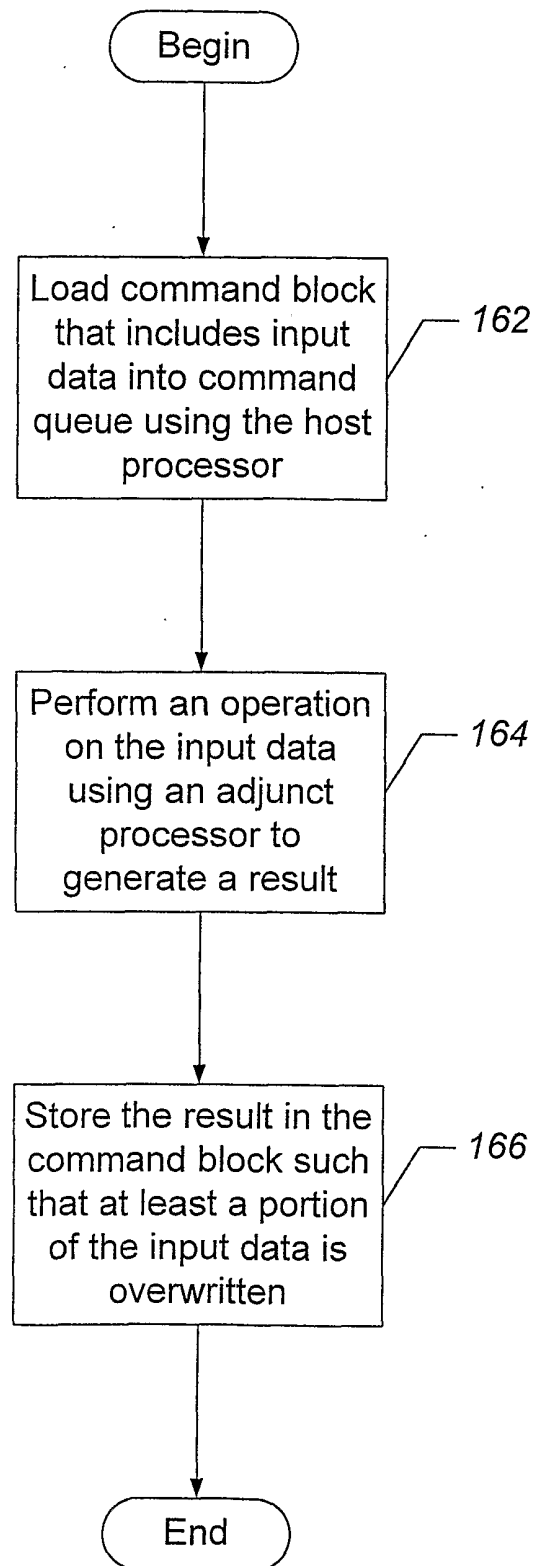 Begin
Load command block
that includes input
data into command
queue using the host
processor
162
Perform an operation
on the input data
using an adjunct
processor to
generate a result
164
Store the result in the
command block such
that at least a portion
of the input data is
overwritten
166
End